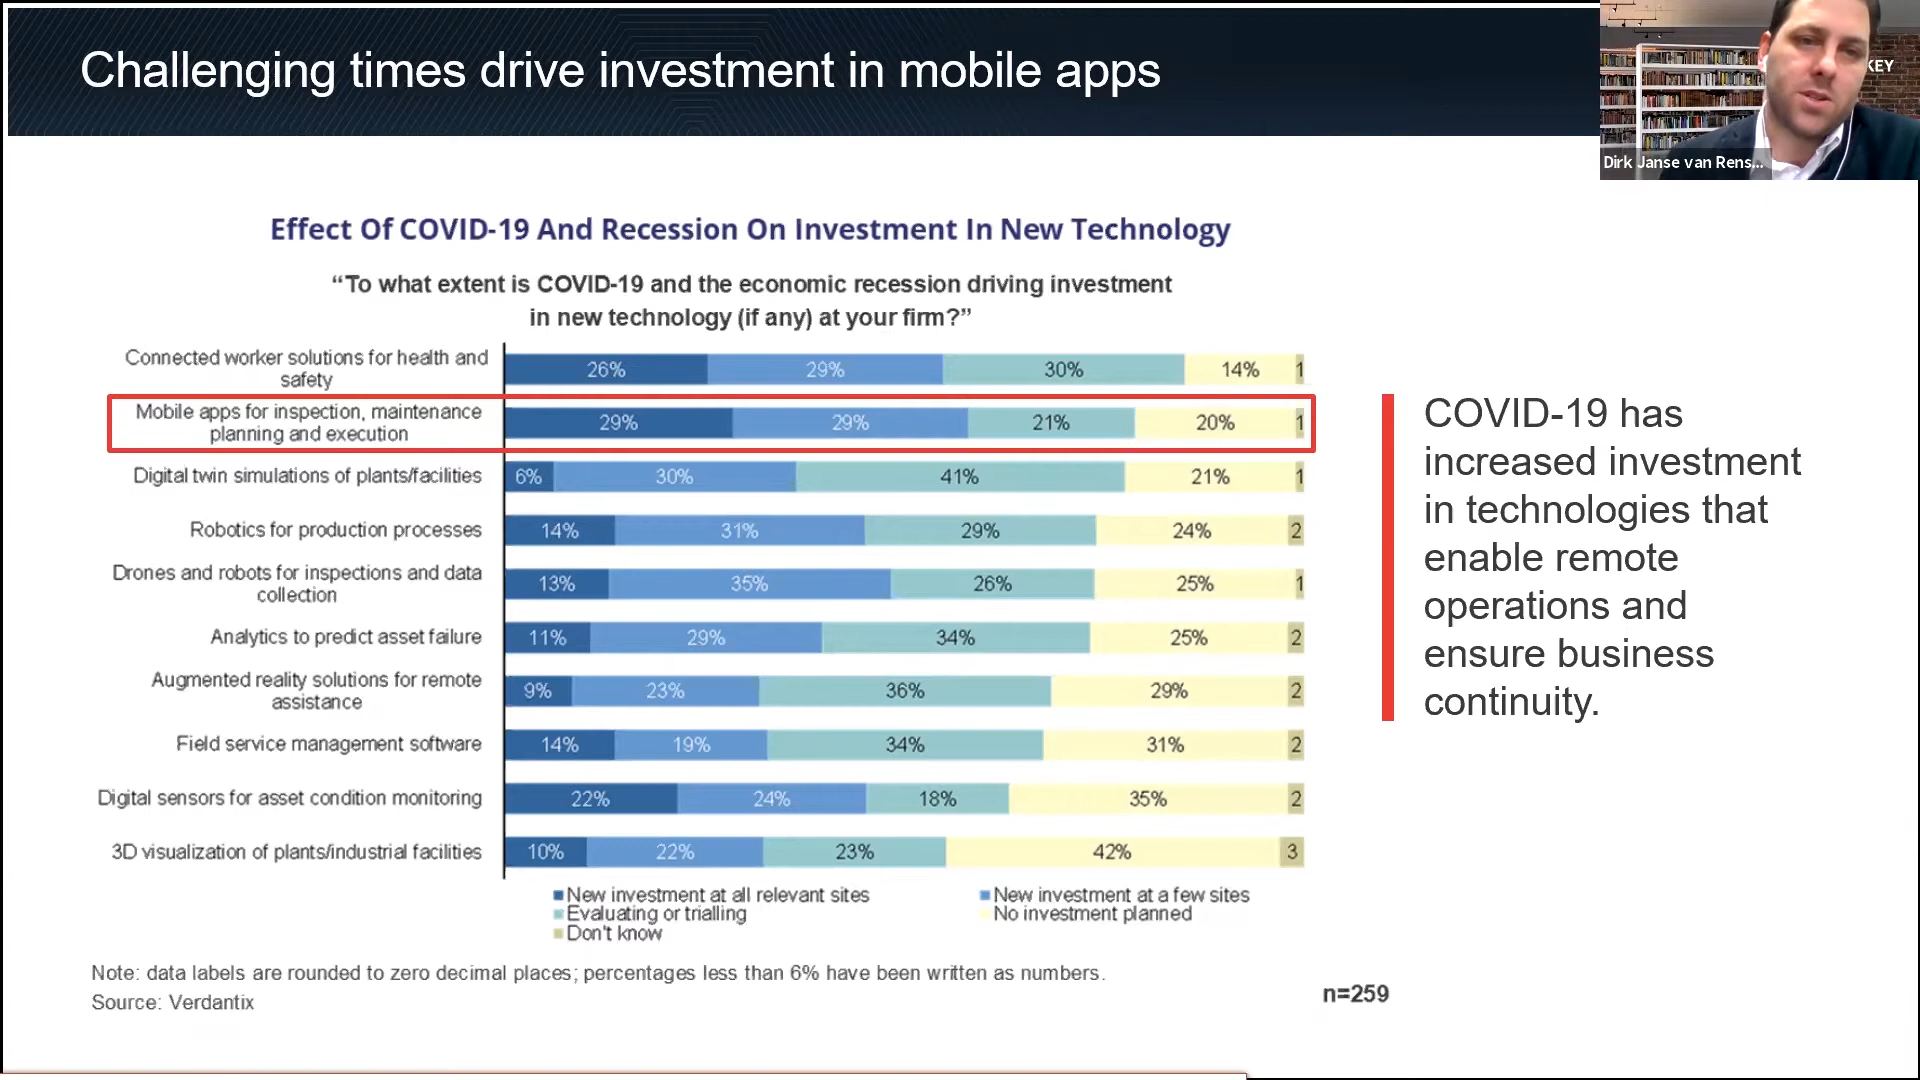 Challenging times drive investment in mobile apps
KEY
Dirk Janse van Rens...
Effect Of COVID-19 And Recession On Investment In New Technology
“To what extent is COVID-19 and the economic recession driving investment
in new technology (if any) at your firm?”
Connected worker solutions for health and
safety
26% 29% 30% 14% 1
Mobile apps for inspection, maintenance
planning and execution
29% 29% 21% 20% 1
Digital twin simulations of plants/facilities
6% 30% 41% 21% 1
Robotics for production processes
14% 31% 29% 24% 2
Drones and robots for inspections and data
collection
13% 35% 26% 25% 1
Analytics to predict asset failure
11% 29% 34% 25% 2
Augmented reality solutions for remote
assistance
9% 23% 36% 29% 2
Field service management software
14% 19% 34% 31% 2
Digital sensors for asset condition monitoring
22% 24% 18% 35% 2
3D visualization of plants/industrial facilities
10% 22% 23% 42% 3
New investment at all relevant sites
New investment at a few sites
Evaluating or trialling
No investment planned
Don't know
Note: data labels are rounded to zero decimal places; percentages less than 6% have been written as numbers.
Source: Verdantix
n=259
COVID-19 has
increased investment
in technologies that
enable remote
operations and
ensure business
continuity.